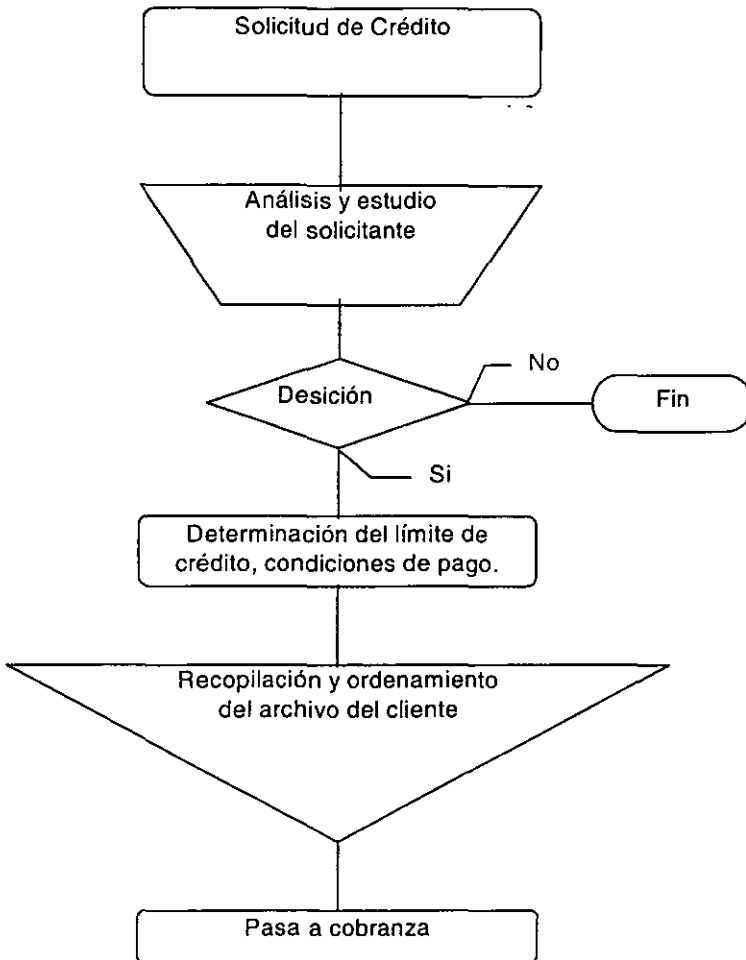 Solicitud de Crédito
Análisis y estudio
del solicitante
Desición
No
Fin
Si
Determinación del límite de
crédito, condiciones de pago.
Recopilación y ordenamiento
del archivo del cliente
Pasa a cobranza